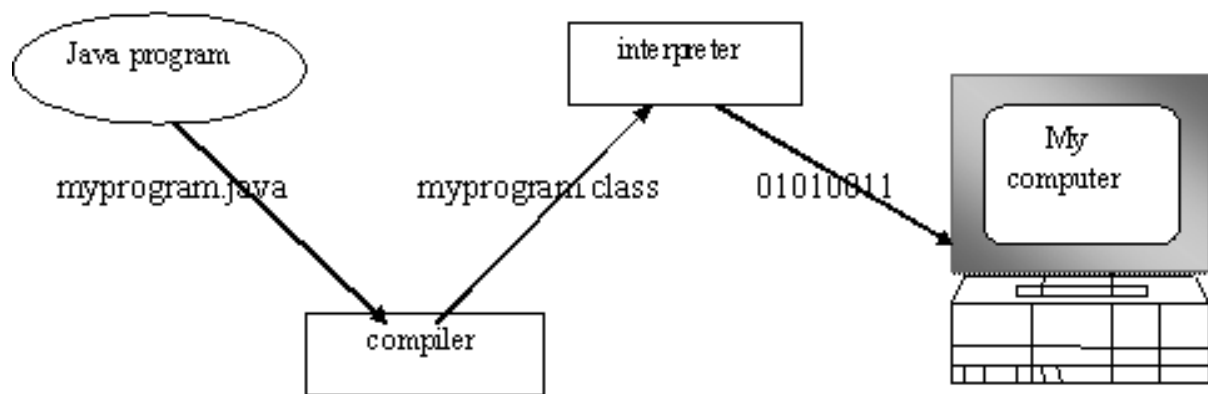 Java program
interpreter
My
computer
myprogram.java
myprogram.class
01010011
compiler